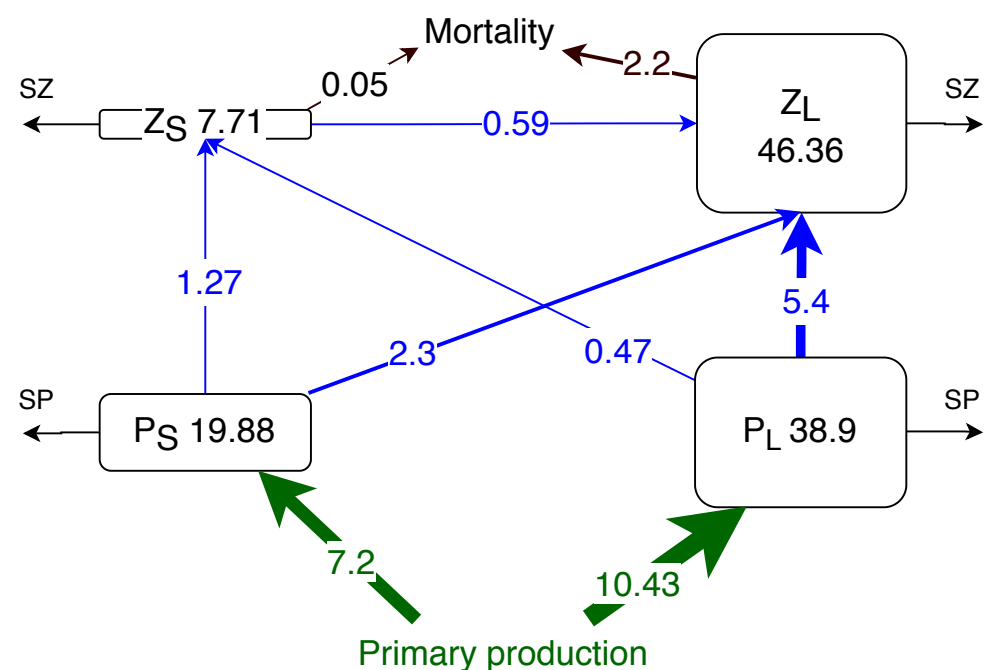 Mortality
SZ
SZ
0.05
2.2
ZS 7.71
0.59
ZL
46.36
1.27
5.4
2.3
0.47
SP
SP
PS 19.88
PL 38.9
7.2
10.43
Primary production